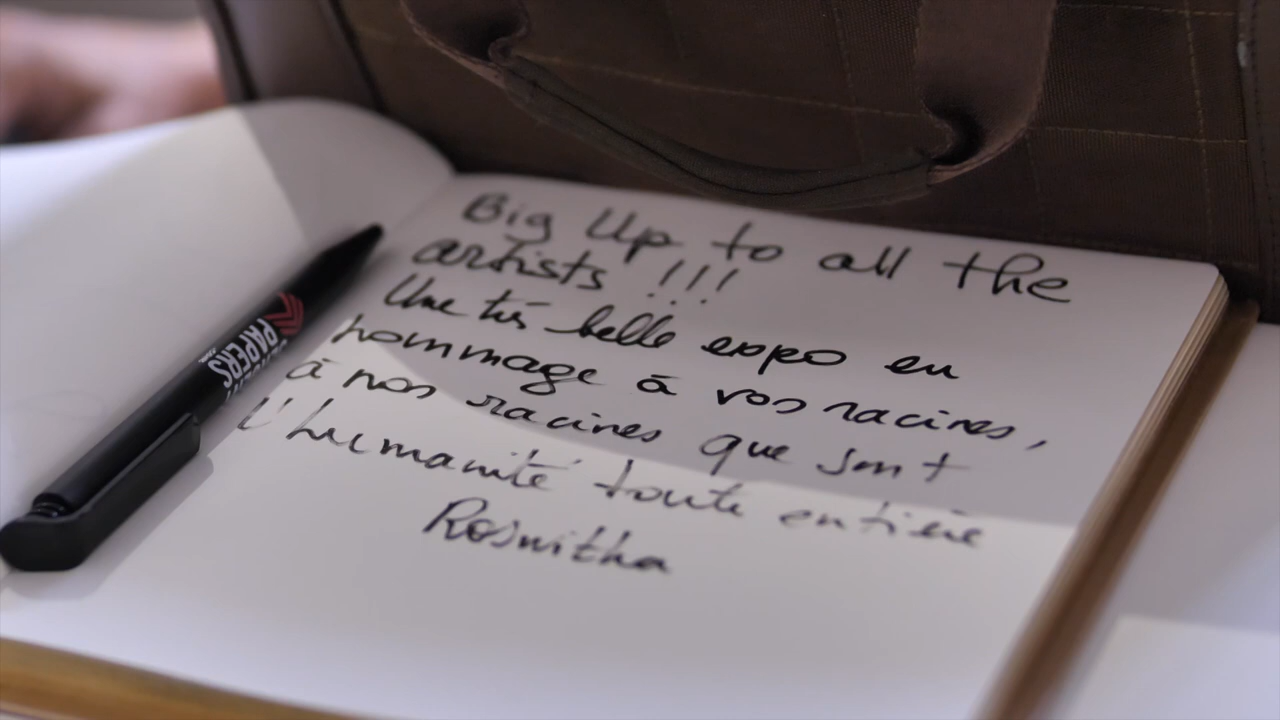 Big Up to all the
artists !!!
Une très belle expo en
hommage à vos racines,
à nos racines que sont
l'humanité toute entière
Rosnitha
PAPERS